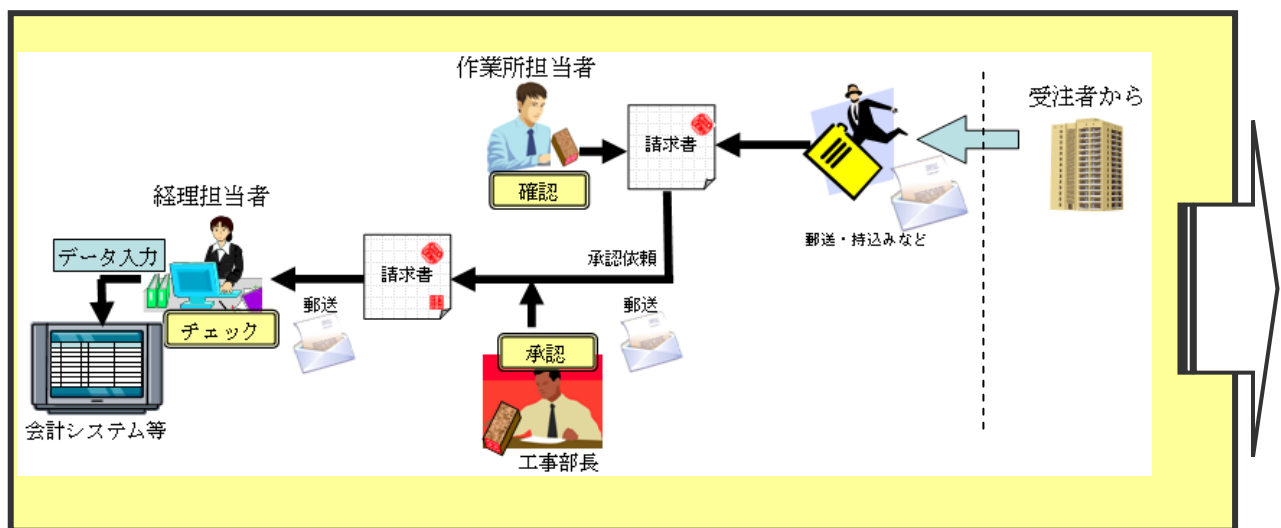 作業所担当者
受注者から
請求書
確認
郵送・持込みなど
経理担当者
データ入力
請求書
承認依頼
郵送
郵送
チェック
承認
会計システム等
工事部長